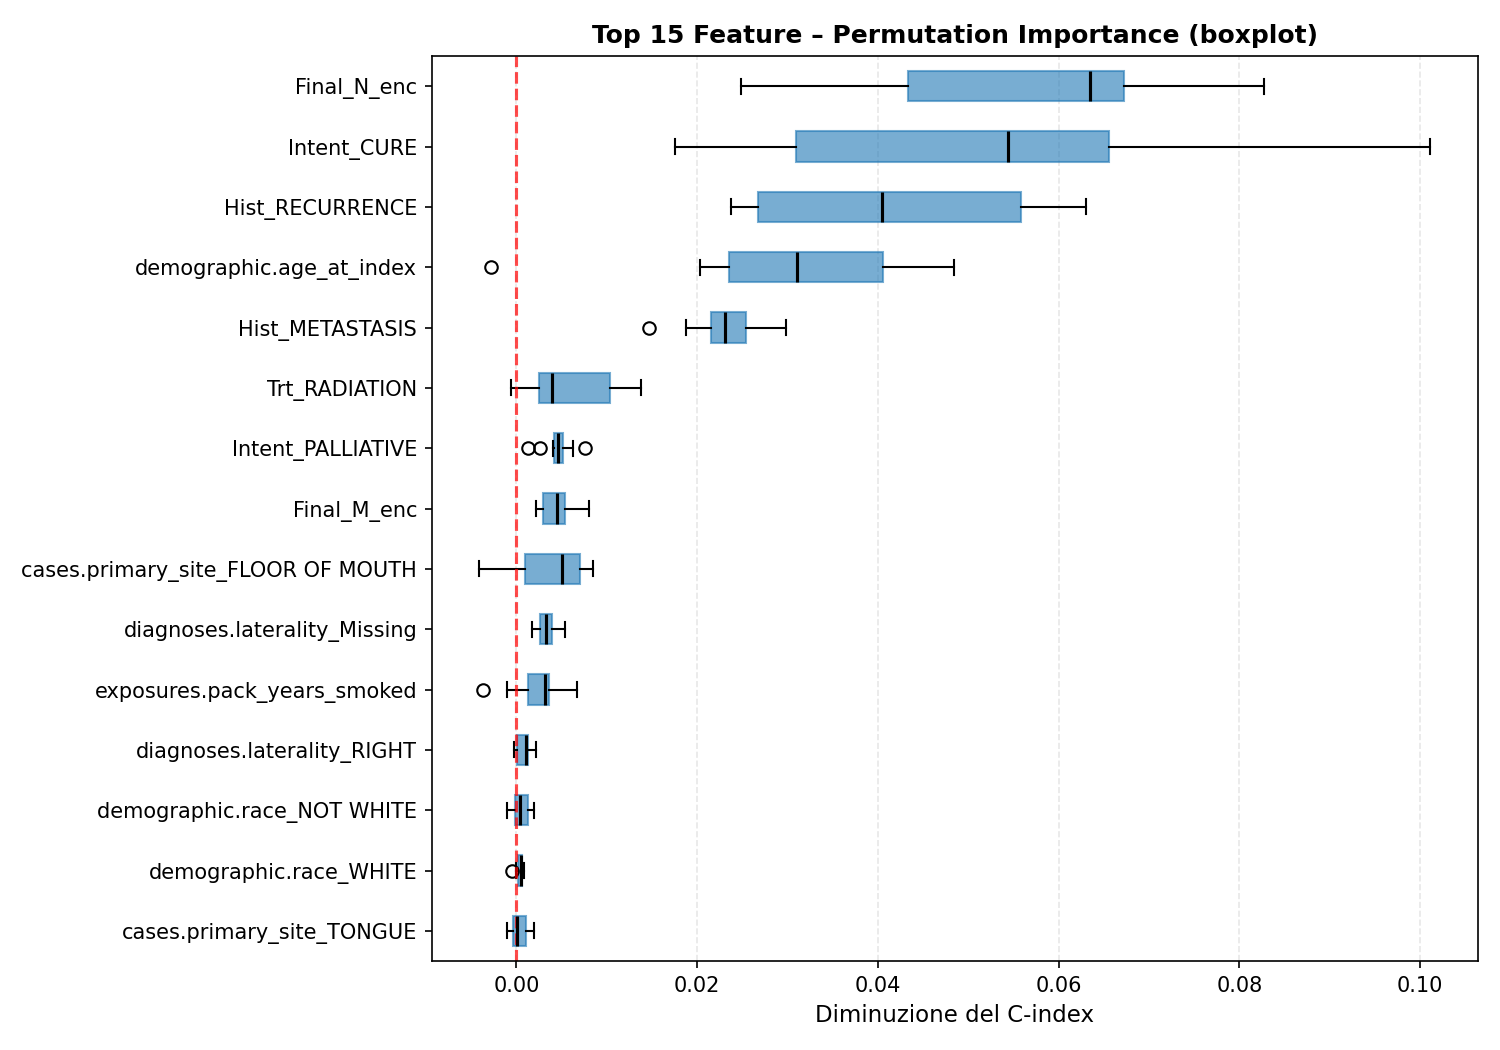 Top 15 Feature – Permutation Importance (boxplot)
Final_N_enc
Intent_CURE
Hist_RECURRENCE
demographic.age_at_index
Hist_METASTASIS
Trt_RADIATION
Intent_PALLIATIVE
Final_M_enc
cases.primary_site_FLOOR OF MOUTH
diagnoses.laterality_Missing
exposures.pack_years_smoked
diagnoses.laterality_RIGHT
demographic.race_NOT WHITE
demographic.race_WHITE
cases.primary_site_TONGUE
0.00 0.02 0.04 0.06 0.08 0.10
Diminuzione del C-index